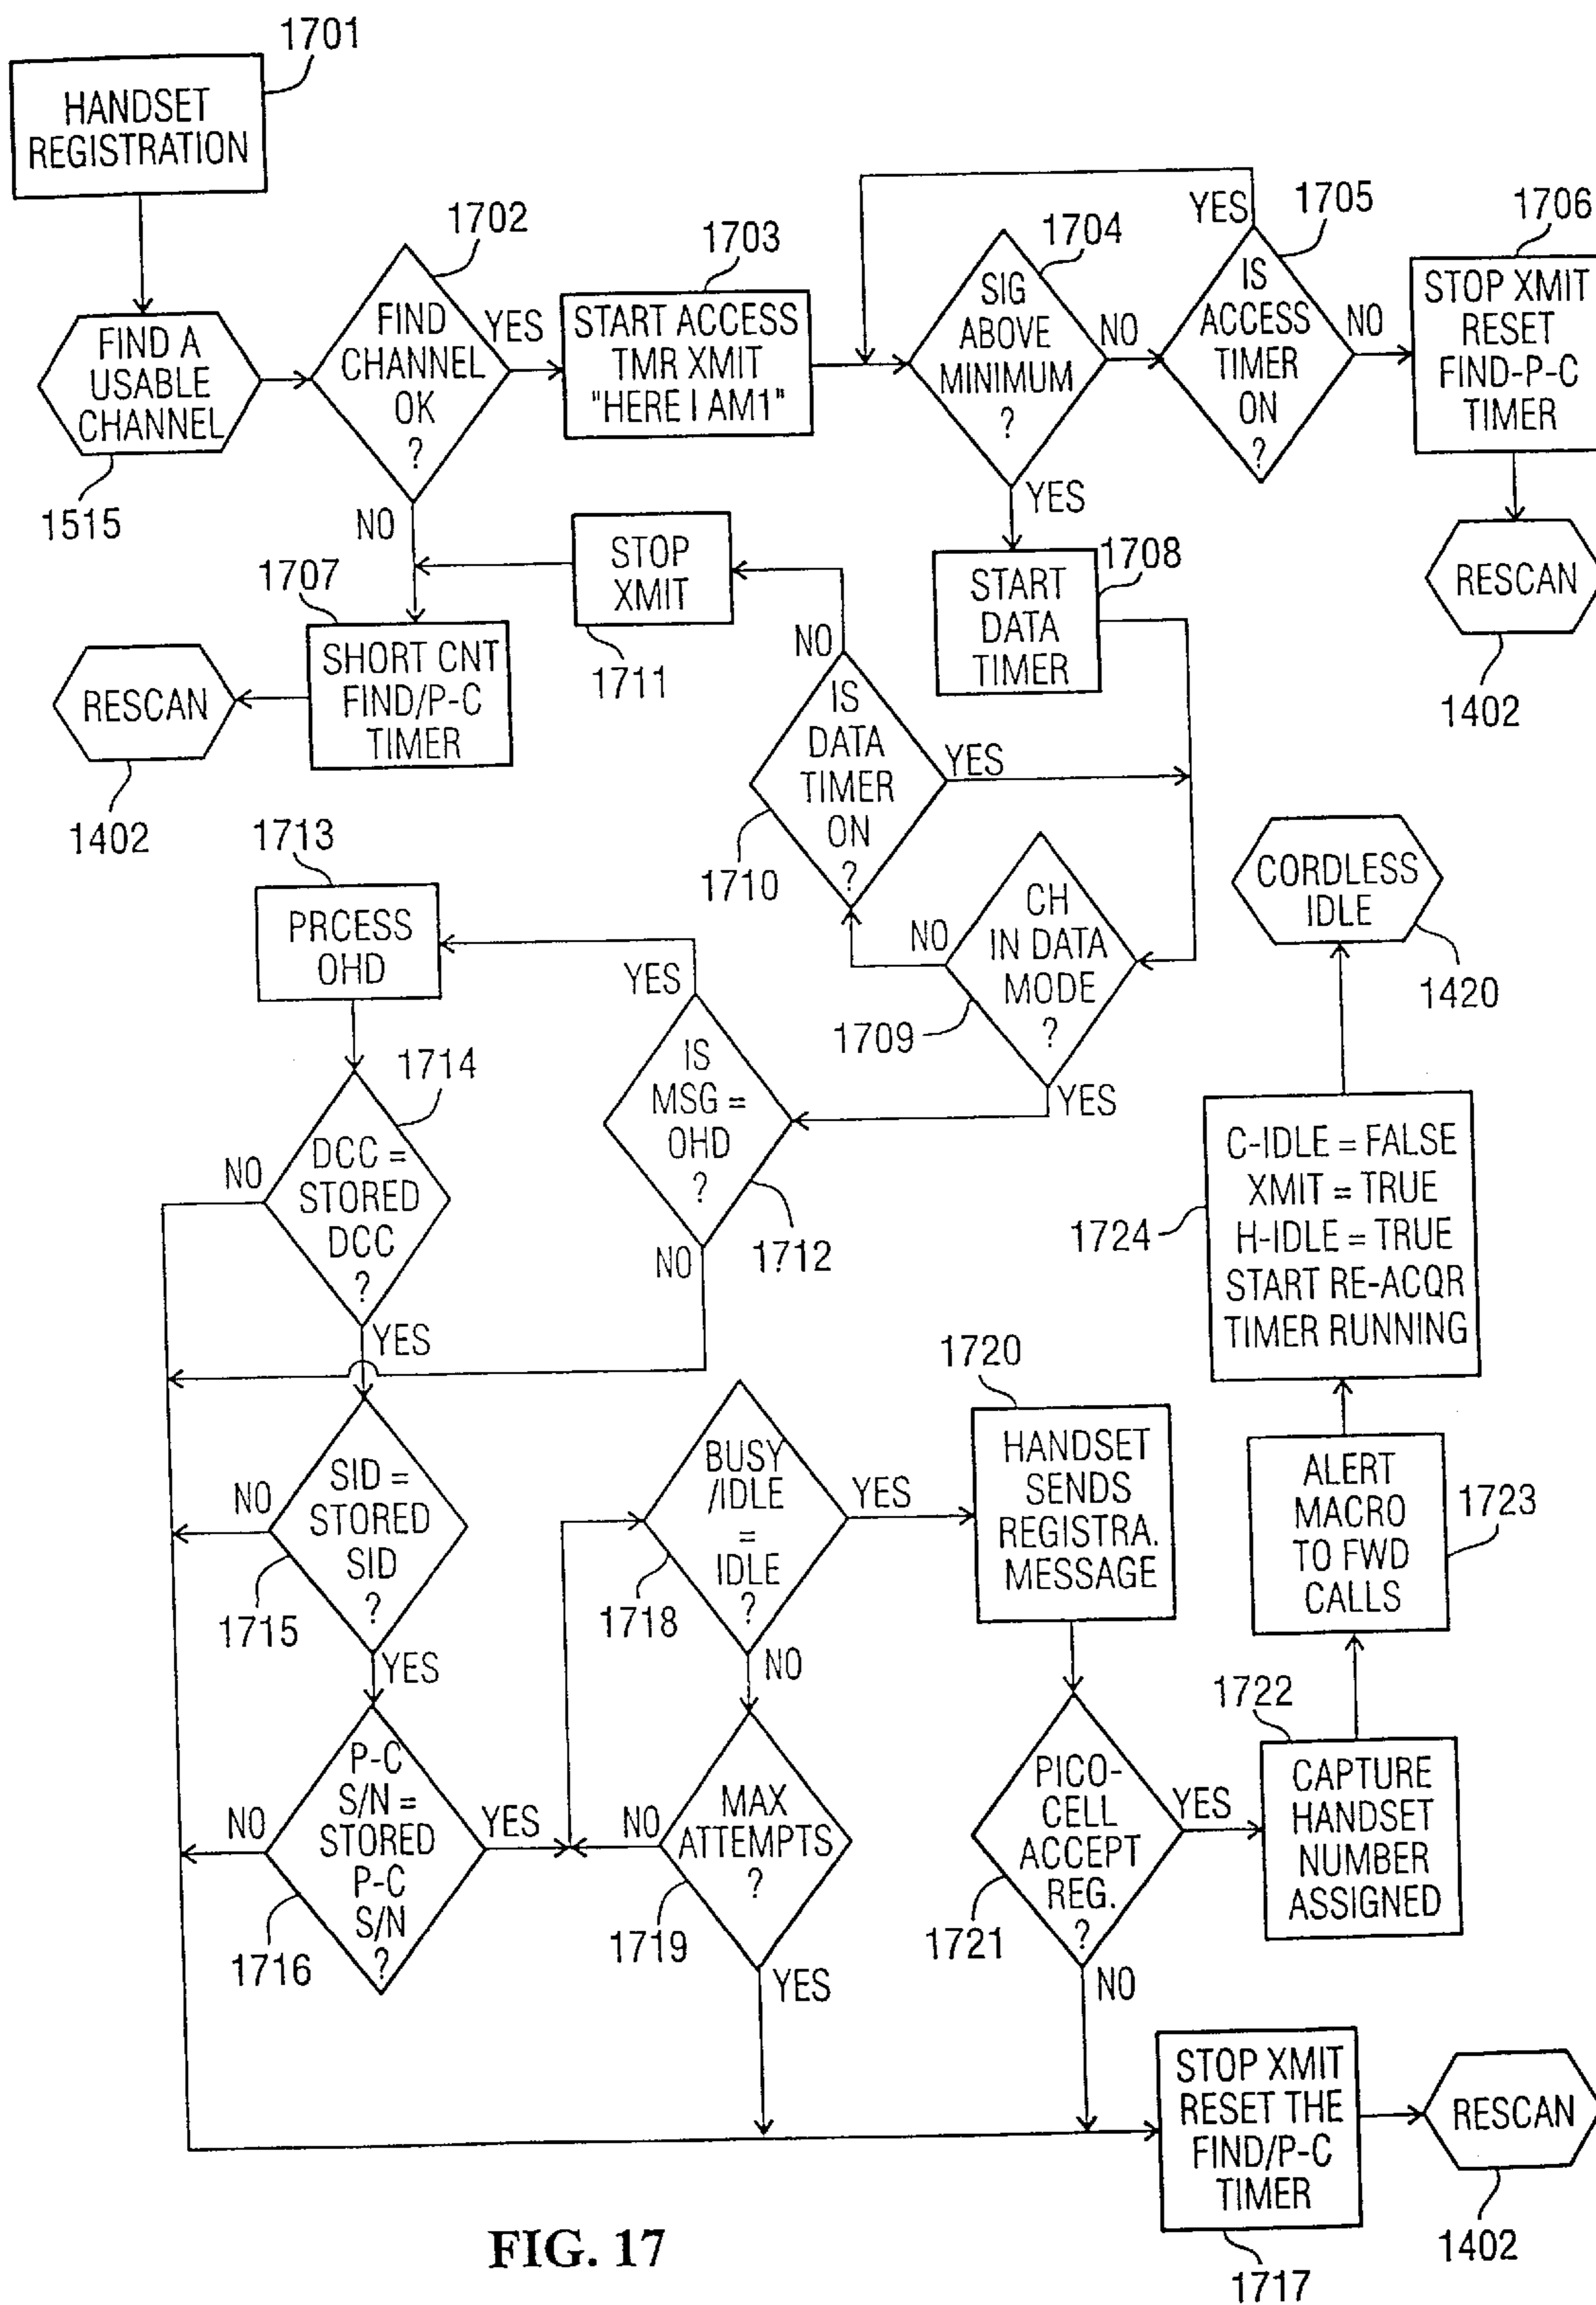 1701
HANDSET
REGISTRATION
1702
1703
1704
1705
1706
YES
FIND A
USABLE
CHANNEL
1515
FIND
CHANNEL
OK
?
YES
NO
START ACCESS
TMR XMIT
"HERE I AM1"
SIG
ABOVE
MINIMUM
?
NO
YES
IS
ACCESS
TIMER
ON
?
NO
STOP XMIT
RESET
FIND-P-C
TIMER
RESCAN
1402
1707
SHORT CNT
FIND/P-C
TIMER
RESCAN
1402
STOP
XMIT
1711
1708
START
DATA
TIMER
NO
IS
DATA
TIMER
ON
?
YES
1710
CH
IN DATA
MODE
?
NO
YES
1709
1713
PRCESS
OHD
YES
IS
MSG =
OHD
?
NO
1712
1714
DCC =
STORED
DCC
?
NO
YES
SID =
STORED
SID
?
NO
YES
1715
P-C
S/N =
STORED
P-C
S/N
?
NO
YES
1716
BUSY
/IDLE
=
IDLE
?
YES
NO
1718
MAX
ATTEMPTS
?
NO
YES
1719
1720
HANDSET
SENDS
REGISTRA.
MESSAGE
PICO-
CELL
ACCEPT
REG.
?
YES
NO
1721
1722
CAPTURE
HANDSET
NUMBER
ASSIGNED
ALERT
MACRO
TO FWD
CALLS
1723
C-IDLE = FALSE
XMIT = TRUE
H-IDLE = TRUE
START RE-ACQR
TIMER RUNNING
1724
CORDLESS
IDLE
1420
STOP XMIT
RESET THE
FIND/P-C
TIMER
1717
RESCAN
1402
FIG. 17